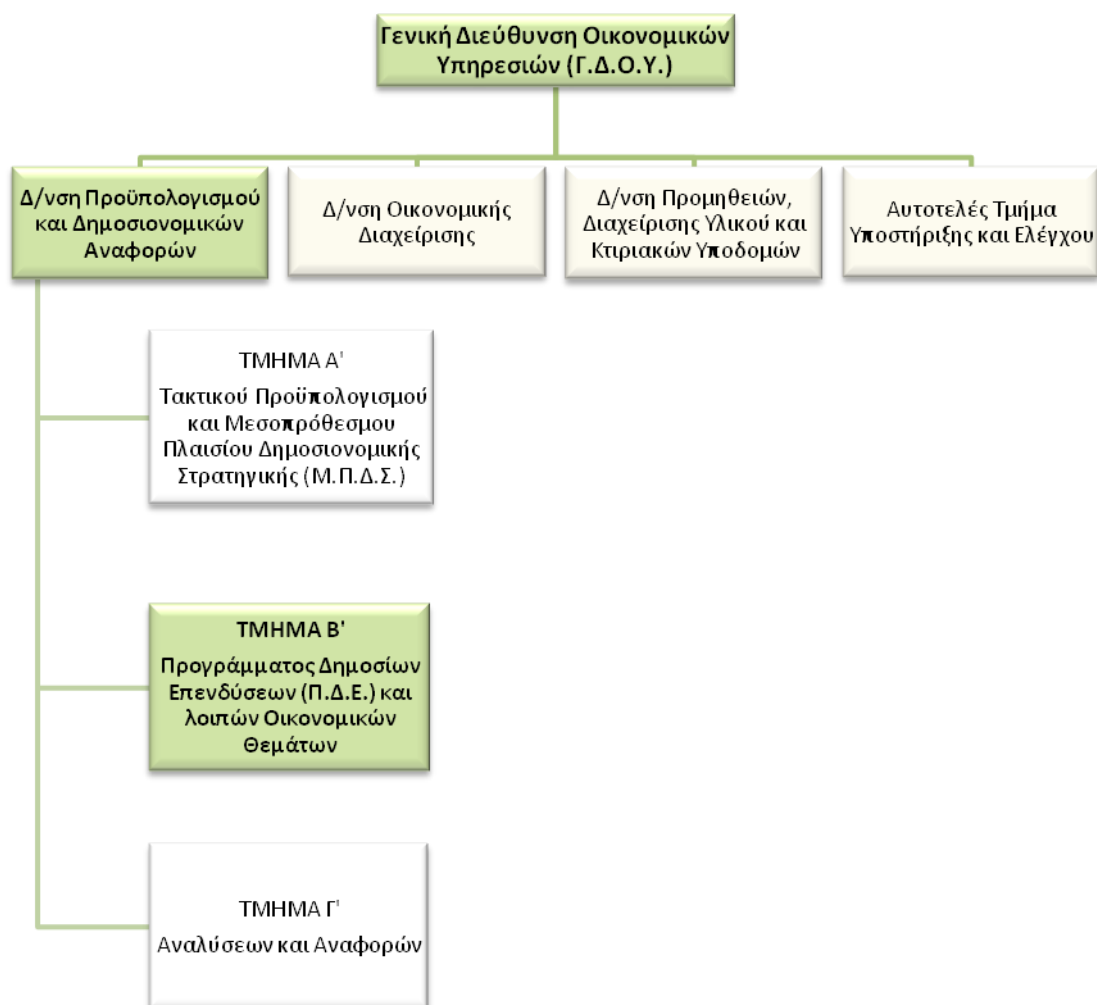 Γενική Διεύθυνση Οικονομικών
Υπηρεσιών (Γ.Δ.Ο.Υ.)
Δ/νση Προϋπολογισμού
και Δημοσιονομικών
Αναφορών
Δ/νση Οικονομικής
Διαχείρισης
Δ/νση Προμηθειών,
Διαχείρισης Υλικού και
Κτιριακών Υποδομών
Αυτοτελές Τμήμα
Υποστήριξης και Ελέγχου
ΤΜΗΜΑ Α'
Τακτικού Προϋπολογισμού
και Μεσοπρόθεσμου
Πλαισίου Δημοσιονομικής
Στρατηγικής (Μ.Π.Δ.Σ.)
ΤΜΗΜΑ Β'
Προγράμματος Δημοσίων
Επενδύσεων (Π.Δ.Ε.) και
λοιπών Οικονομικών
Θεμάτων
ΤΜΗΜΑ Γ'
Αναλύσεων και Αναφορών